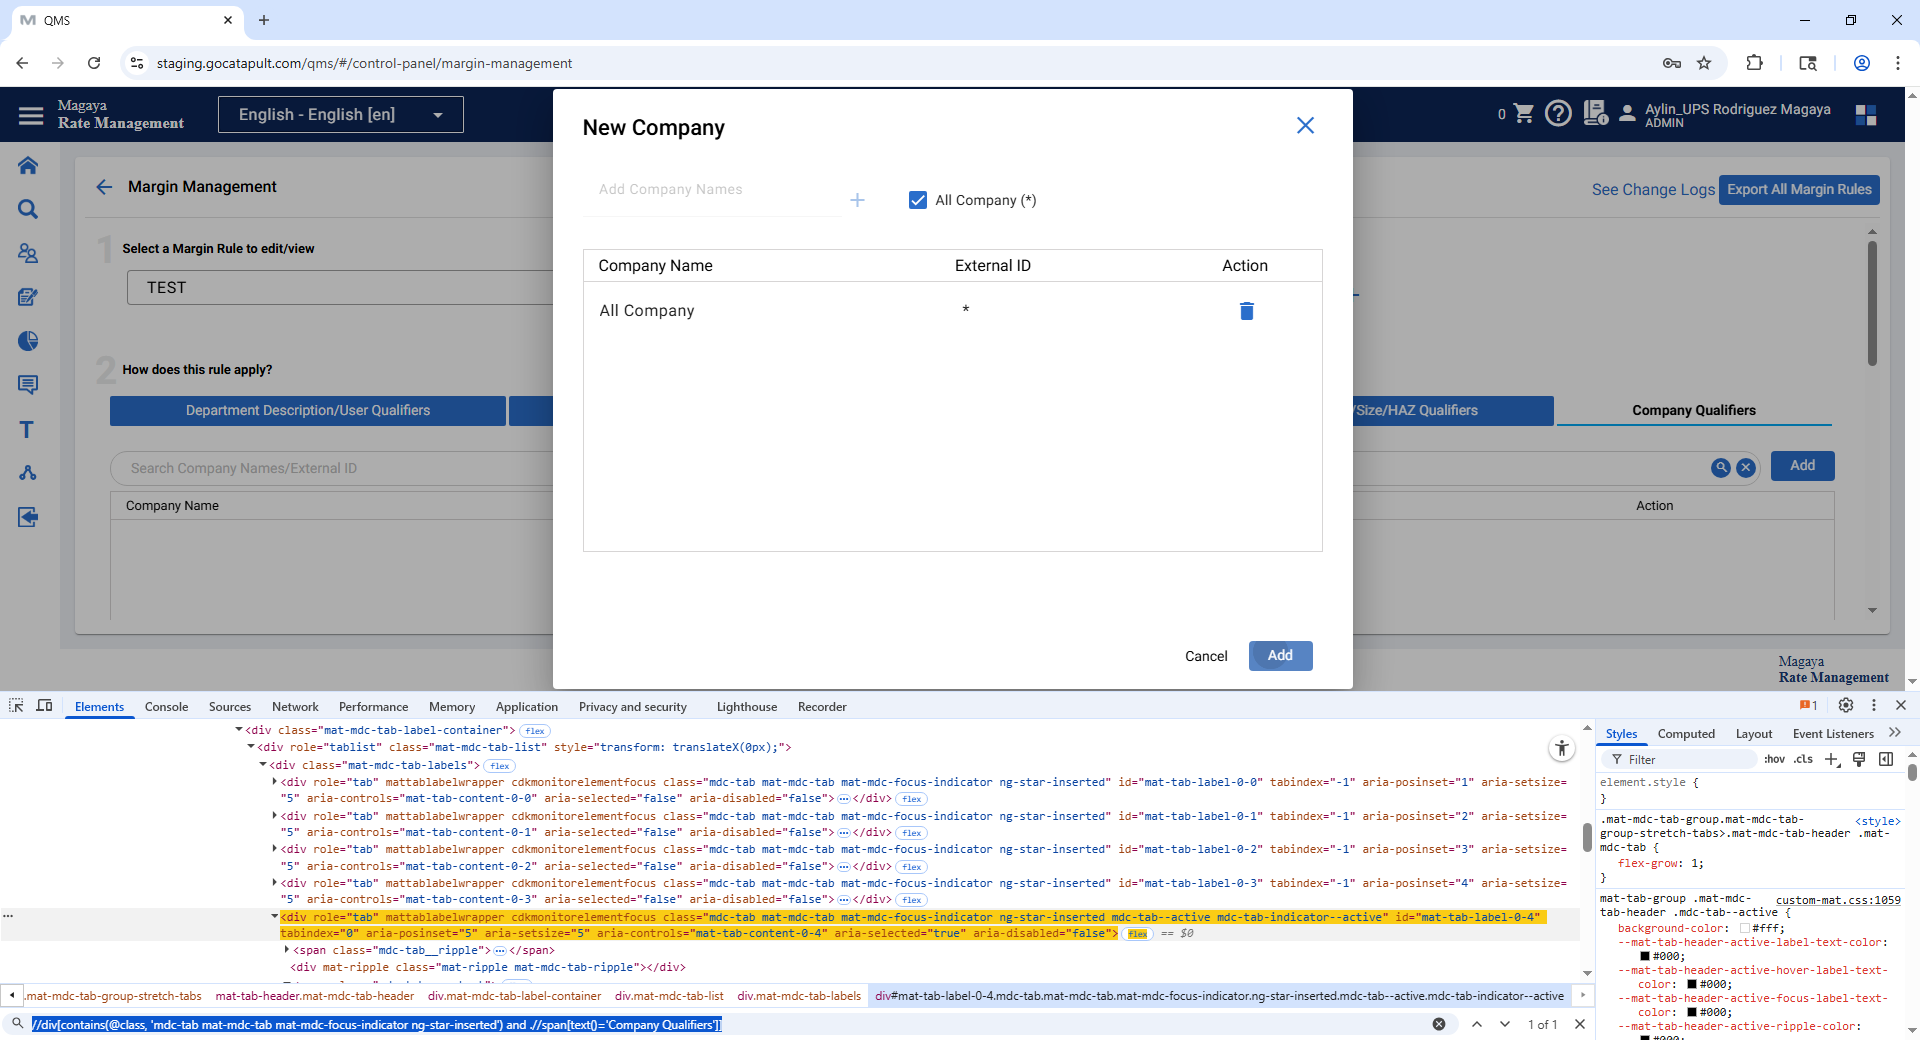 QMS
staging.gocatapult.com/qms/#/control-panel/margin-management
Magaya
Rate Management
English - English [en]
0
Aylin_UPS Rodriguez Magaya
ADMIN
Margin Management
See Change Logs
Export All Margin Rules
1
Select a Margin Rule to edit/view
TEST
2
How does this rule apply?
Department Description/User Qualifiers
/Size/HAZ Qualifiers
Company Qualifiers
Search Company Names/External ID
Add
Company Name
Action
New Company
Add Company Names
All Company (*)
Company Name External ID Action
All Company *
Cancel
Add
Magaya
Rate Management
Elements Console Sources Network Performance Memory Application Privacy and security Lighthouse Recorder
1
<div class="mat-mdc-tab-label-container"> flex
<div role="tablist" class="mat-mdc-tab-list" style="transform: translateX(0px);">
<div class="mat-mdc-tab-labels"> flex
<div role="tab" mattablabelwrapper cdkmonitorelementfocus class="mdc-tab mat-mdc-tab mat-mdc-focus-indicator ng-star-inserted" id="mat-tab-label-0-0" tabindex="-1" aria-posinset="1" aria-setsize=
"5" aria-controls="mat-tab-content-0-0" aria-selected="false" aria-disabled="false"> … </div> flex
<div role="tab" mattablabelwrapper cdkmonitorelementfocus class="mdc-tab mat-mdc-tab mat-mdc-focus-indicator ng-star-inserted" id="mat-tab-label-0-1" tabindex="-1" aria-posinset="2" aria-setsize=
"5" aria-controls="mat-tab-content-0-1" aria-selected="false" aria-disabled="false"> … </div> flex
<div role="tab" mattablabelwrapper cdkmonitorelementfocus class="mdc-tab mat-mdc-tab mat-mdc-focus-indicator ng-star-inserted" id="mat-tab-label-0-2" tabindex="-1" aria-posinset="3" aria-setsize=
"5" aria-controls="mat-tab-content-0-2" aria-selected="false" aria-disabled="false"> … </div> flex
<div role="tab" mattablabelwrapper cdkmonitorelementfocus class="mdc-tab mat-mdc-tab mat-mdc-focus-indicator ng-star-inserted" id="mat-tab-label-0-3" tabindex="-1" aria-posinset="4" aria-setsize=
"5" aria-controls="mat-tab-content-0-3" aria-selected="false" aria-disabled="false"> … </div> flex
<div role="tab" mattablabelwrapper cdkmonitorelementfocus class="mdc-tab mat-mdc-tab mat-mdc-focus-indicator ng-star-inserted mdc-tab--active mdc-tab-indicator--active" id="mat-tab-label-0-4"
tabindex="0" aria-posinset="5" aria-setsize="5" aria-controls="mat-tab-content-0-4" aria-selected="true" aria-disabled="false"> flex == $0
<span class="mdc-tab__ripple"> … </span>
<div mat-ripple class="mat-ripple mat-mdc-tab-ripple"></div>
.mat-mdc-tab-group-stretch-tabs mat-tab-header.mat-mdc-tab-header div.mat-mdc-tab-label-container div.mat-mdc-tab-list div.mat-mdc-tab-labels div#mat-tab-label-0-4.mdc-tab.mat-mdc-tab.mat-mdc-focus-indicator.ng-star-inserted.mdc-tab--active.mdc-tab-indicator--active
//div[contains(@class, 'mdc-tab mat-mdc-tab mat-mdc-focus-indicator ng-star-inserted') and .//span[text()='Company Qualifiers']]
1 of 1
Styles Computed Layout Event Listeners
Filter :hov .cls
element.style {
}
.mat-mdc-tab-group.mat-mdc-tab- <style>
group-stretch-tabs>.mat-mdc-tab-header .mat-
mdc-tab {
flex-grow: 1;
}
mat-tab-group .mat-mdc- custom-mat.css:1059
tab-header .mdc-tab--active {
background-color: #fff;
--mat-tab-header-active-label-text-color:
#000;
--mat-tab-header-active-hover-label-text-
color: #000;
--mat-tab-header-active-focus-label-text-
color: #000;
--mat-tab-header-active-ripple-color: